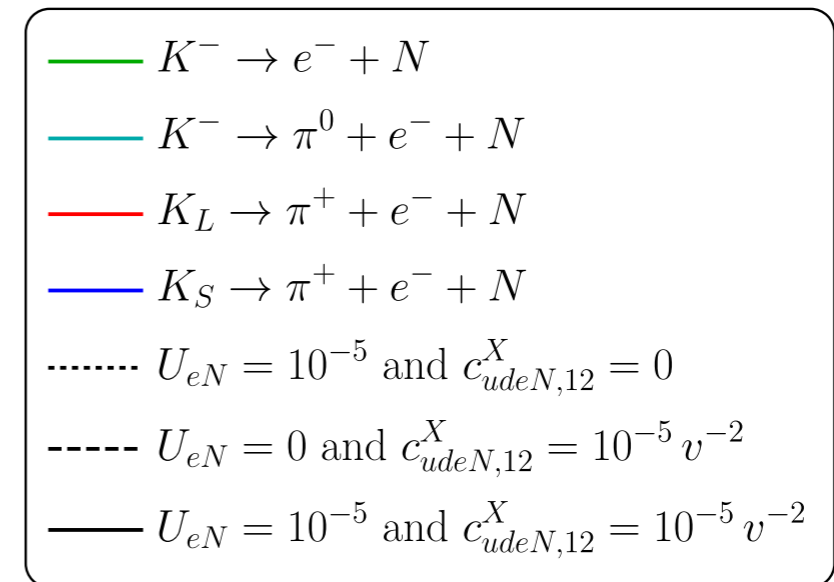 K⁻ → e⁻ + N
K⁻ → π⁰ + e⁻ + N
K_L → π⁺ + e⁻ + N
K_S → π⁺ + e⁻ + N
U_{eN} = 10⁻⁵ and c^X_{udeN,12} = 0
U_{eN} = 0 and c^X_{udeN,12} = 10⁻⁵ v⁻²
U_{eN} = 10⁻⁵ and c^X_{udeN,12} = 10⁻⁵ v⁻²